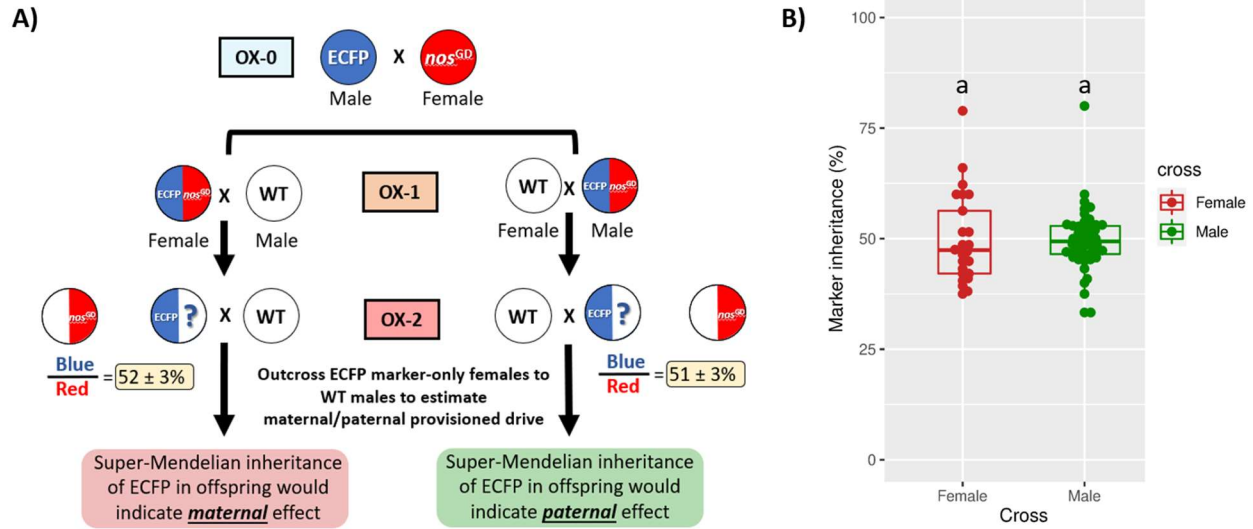 A)
OX-0
ECFP
X
nosGD
Male
Female
ECFP nosGD
X
WT
OX-1
WT
X
ECFP nosGD
Female
Male
Female
Male
nosGD
ECFP ?
X
WT
OX-2
WT
X
ECFP ?
nosGD
Blue
Red
= 52 ± 3%
Blue
Red
= 51 ± 3%
Outcross ECFP marker-only females to
WT males to estimate
maternal/paternal provisioned drive
Super-Mendelian inheritance
of ECFP in offspring would
indicate maternal effect
Super-Mendelian inheritance
of ECFP in offspring would
indicate paternal effect
B)
Marker inheritance (%)
100
75
50
25
0
a
a
Female
Male
Cross
cross
Female
Male